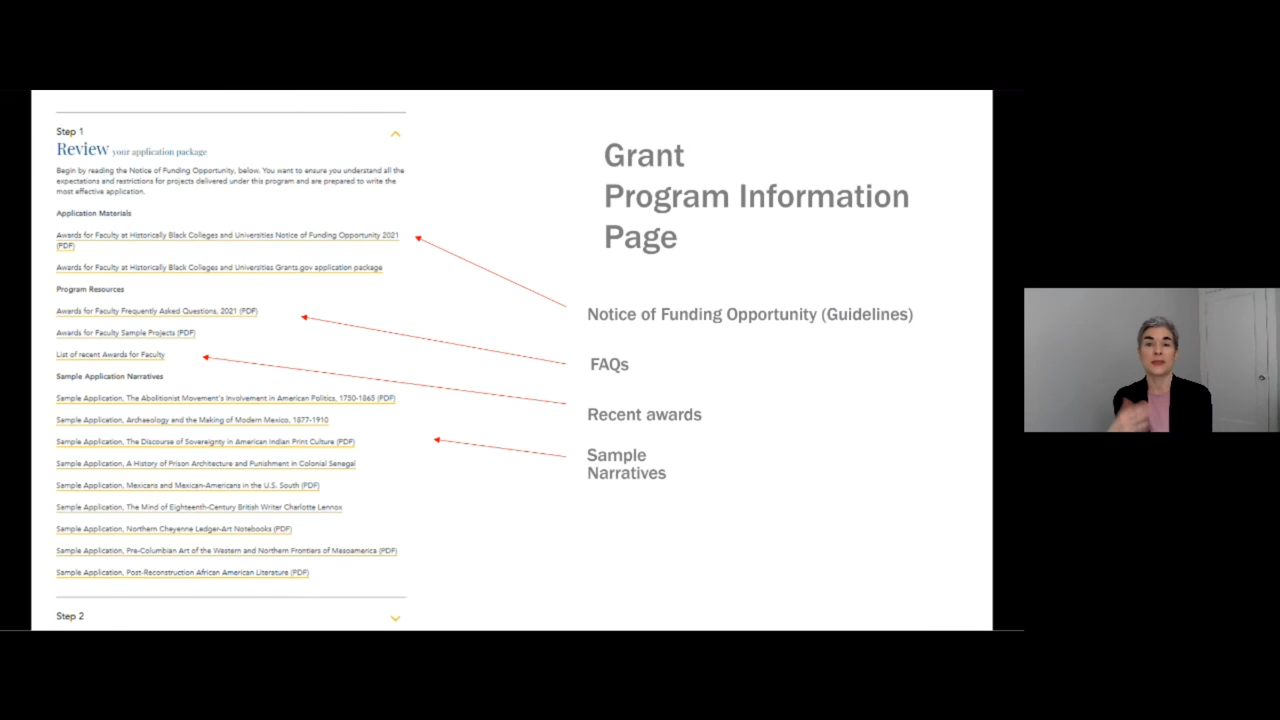 Step 1
Review your application package
Begin by reading the Notice of Funding Opportunity, below. You want to ensure you understand all the
expectations and restrictions for projects delivered under this program and are prepared to write the
most effective application.
Application Materials
Awards for Faculty at Historically Black Colleges and Universities Notice of Funding Opportunity 2021
(PDF)
Awards for Faculty at Historically Black Colleges and Universities Grants.gov application package
Program Resources
Awards for Faculty Frequently Asked Questions, 2021 (PDF)
Awards for Faculty Sample Projects (PDF)
List of recent Awards for Faculty
Sample Application Narratives
Sample Application, The Abolitionist Movement's Involvement in American Politics, 1750-1865 (PDF)
Sample Application, Archaeology and the Making of Modern Mexico, 1877-1910
Sample Application, The Discourse of Sovereignty in American Indian Print Culture (PDF)
Sample Application, A History of Prison Architecture and Punishment in Colonial Senegal
Sample Application, Mexicans and Mexican-Americans in the U.S. South (PDF)
Sample Application, The Mind of Eighteenth-Century British Writer Charlotte Lennox
Sample Application, Northern Cheyenne Ledger-Art Notebooks (PDF)
Sample Application, Pre-Columbian Art of the Western and Northern Frontiers of Mesoamerica (PDF)
Sample Application, Post-Reconstruction African American Literature (PDF)
Step 2
Grant
Program Information
Page
Notice of Funding Opportunity (Guidelines)
FAQs
Recent awards
Sample
Narratives